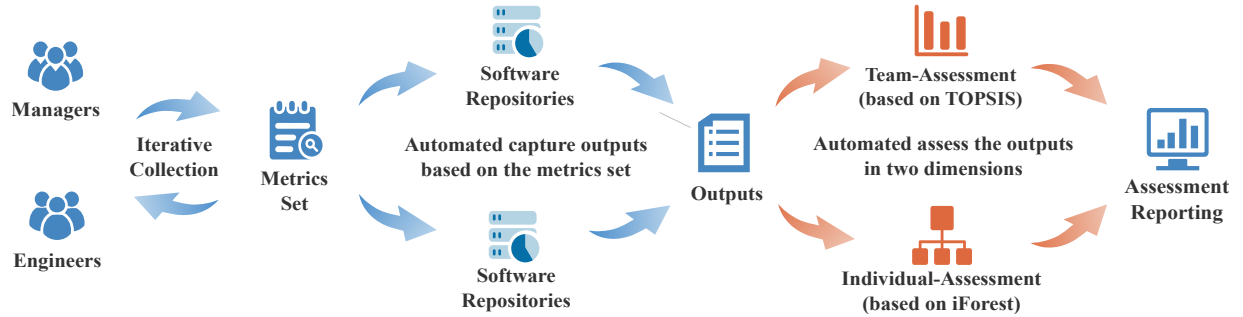 Managers
Engineers
Iterative
Collection
Metrics
Set
Software
Repositories
Automated capture outputs
based on the metrics set
Software
Repositories
Outputs
Team-Assessment
(based on TOPSIS)
Automated assess the outputs
in two dimensions
Individual-Assessment
(based on iForest)
Assessment
Reporting